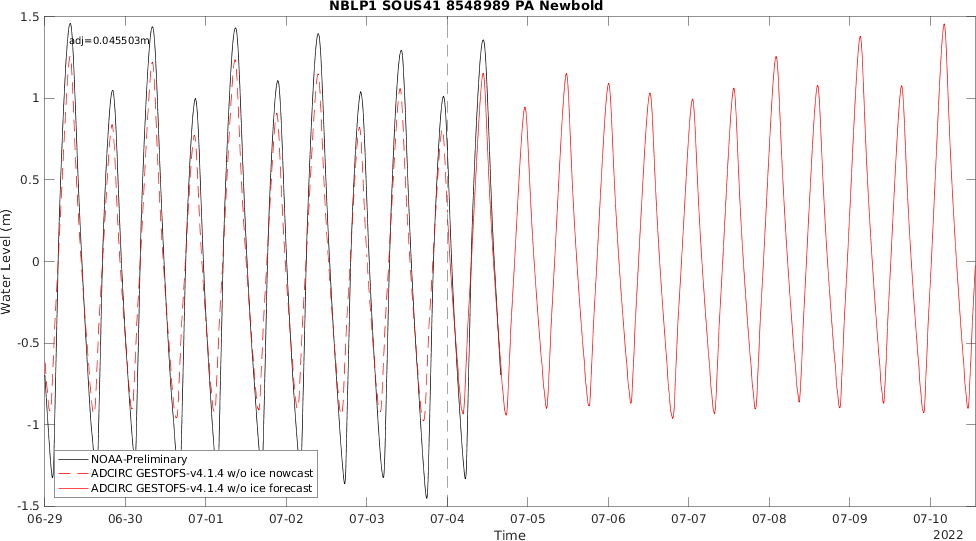 NBLP1 SOUS41 8548989 PA Newbold
adj=0.045503m
1.5
1
0.5
0
-0.5
-1
-1.5
Water Level (m)
NOAA-Preliminary
ADCIRC GESTOFS-v4.1.4 w/o ice nowcast
ADCIRC GESTOFS-v4.1.4 w/o ice forecast
06-29 06-30 07-01 07-02 07-03 07-04 07-05 07-06 07-07 07-08 07-09 07-10
Time
2022